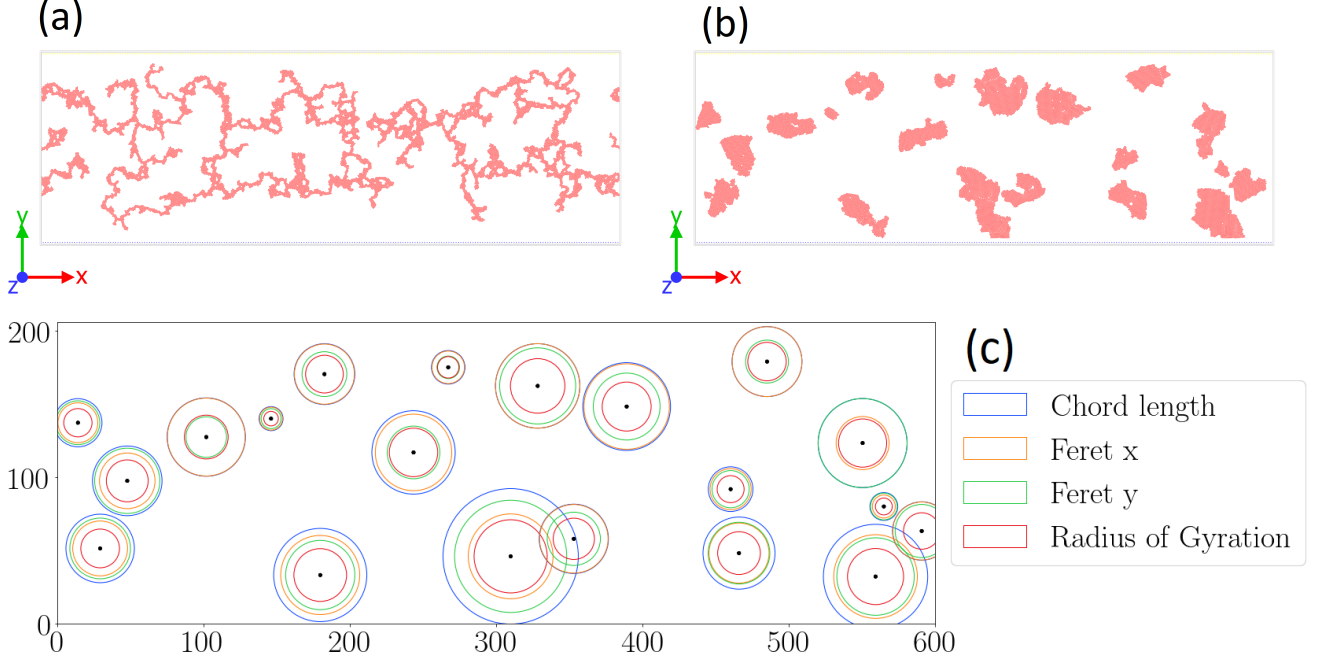 (a)
(b)
y
z
x
y
z
x
(c)
200
100
0
0
100
200
300
400
500
600
Chord length
Feret x
Feret y
Radius of Gyration